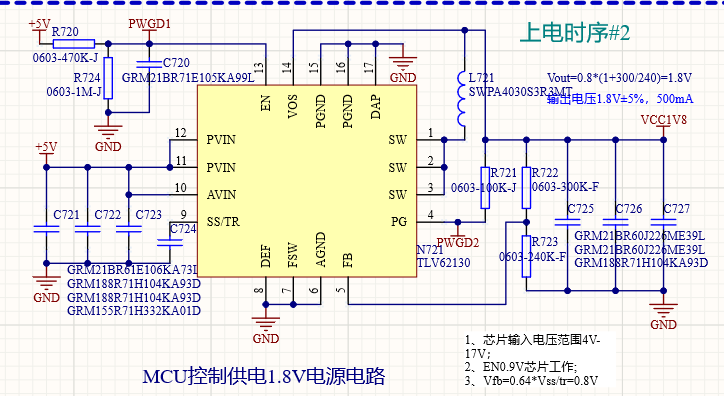 +5V
R720
PWGD1
上电时序#2
0603-470K-J
R724
0603-1M-J
C720
GRM21BR71E105KA99L
GND
13
14
15
16
17
GND
EN
VOS
PGND
PGND
DAP
L721
SWPA4030S3R3MT
Vout=0.8*(1+300/240)=1.8V
输出电压1.8V±5%，500mA
VCC1V8
+5V
12
PVIN
11
PVIN
10
AVIN
9
SS/TR
SW
1
SW
2
SW
3
PG
4
R721
0603-100K-J
R722
0603-300K-F
PWGD2
R723
0603-240K-F
C721
C722
C723
C724
C725
C726
C727
GRM21BR60J226ME39L
GRM21BR60J226ME39L
GRM188R71H104KA93D
GRM21BR61E106KA73L
GRM188R71H104KA93D
GRM188R71H104KA93D
GRM155R71H332KA01D
GND
DEF
FSW
AGND
FB
N721
TLV62130
8
7
6
5
GND
GND
MCU控制供电1.8V电源电路
1、芯片输入电压范围4V-
17V；
2、EN0.9V芯片工作;
3、Vfb=0.64*Vss/tr=0.8V